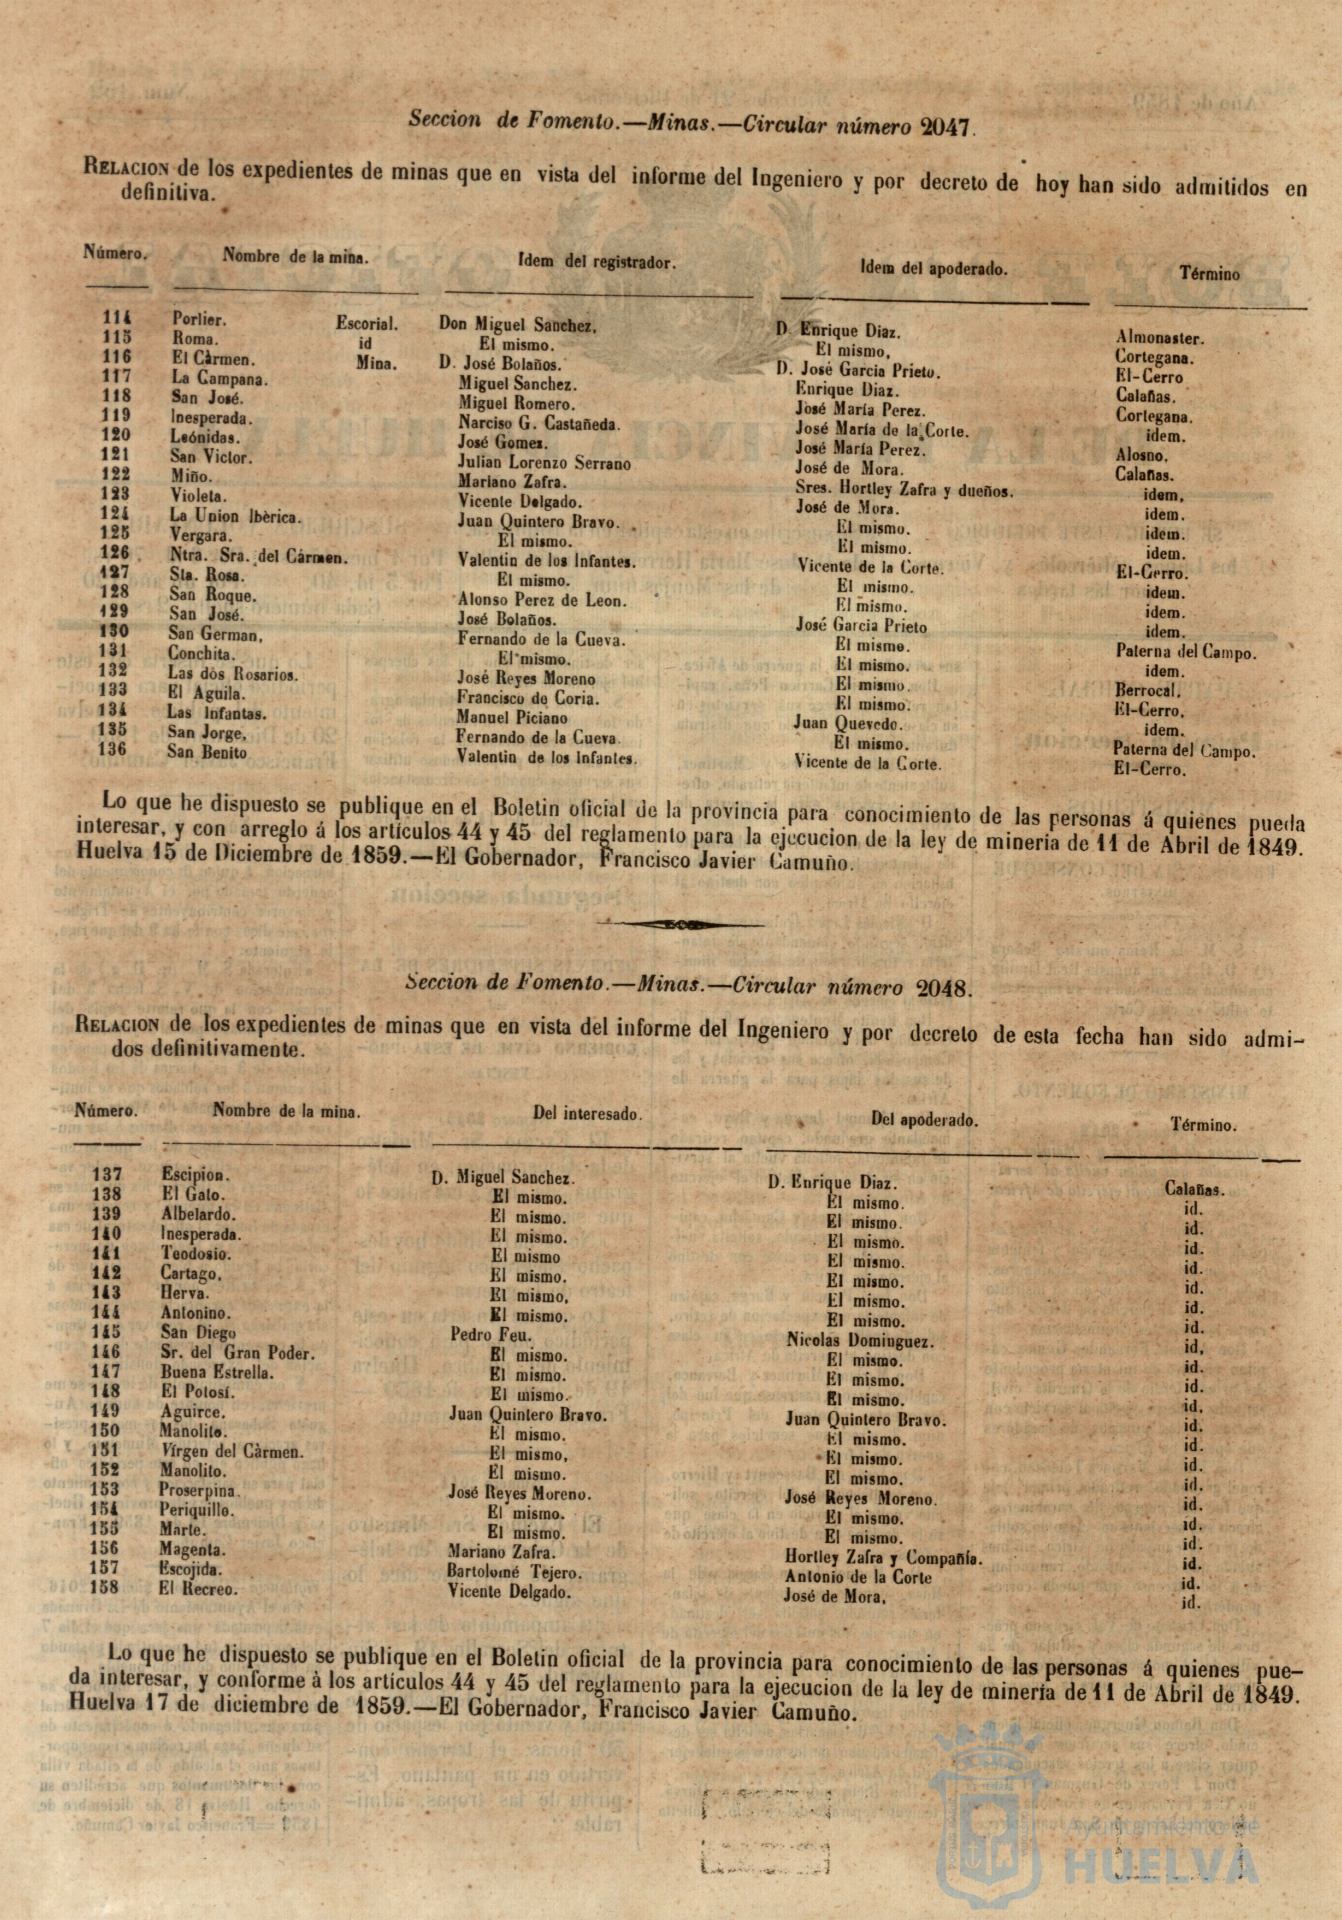 Seccion de Fomento.—Minas.—Circular número 2047.
RELACION de los expedientes de minas que en vista del informe del Ingeniero y por decreto de hoy han sido admitidos en
definitiva.
Número. Nombre de la mina. Idem del registrador. Idem del apoderado. Término
114 Porlier. Escorial. Don Miguel Sanchez, D. Enrique Diaz. Almonaster.
115 Roma. id El mismo. El mismo, Cortegana.
116 El Càrmen. Mina. D. José Bolaños. D. José Garcia Prieto. El-Cerro
117 La Campana. Miguel Sanchez. Enrique Diaz. Calañas.
118 San José. Miguel Romero. José María Perez. Cortegana.
119 Inesperada. Narciso G. Castañeda. José María de la Corte. idem.
120 Leónidas. José Gomez. José María Perez. Alosno.
121 San Victor. Julian Lorenzo Serrano José de Mora. Calañas.
122 Miño. Mariano Zafra. Sres. Hortley Zafra y dueños. idem,
123 Violeta. Vicente Delgado. José de Mora. idem.
124 La Union Ibèrica. Juan Quintero Bravo. El mismo. idem.
125 Vergara. El mismo. El mismo. idem.
126 Ntra. Sra. del Cármen. Valentin de los Infantes. Vicente de la Corte. El-Cerro.
127 Sta. Rosa. El mismo. El mismo. idem.
128 San Roque. Alonso Perez de Leon. El mismo. idem.
129 San José. José Bolaños. José Garcia Prieto idem.
130 San German, Fernando de la Cueva. El mismo. Paterna del Campo.
131 Conchita. El mismo. El mismo. idem.
132 Las dós Rosarios. José Reyes Moreno El mismo. Berrocal.
133 El Aguila. Francisco de Coria. El mismo. El-Cerro,
134 Las Infantas. Manuel Piciano Juan Quevedo. idem.
135 San Jorge, Fernando de la Cueva. El mismo. Paterna del Campo.
136 San Benito Valentin de los Infantes. Vicente de la Corte. El-Cerro.
Lo que he dispuesto se publique en el Boletin oficial de la provincia para conocimiento de las personas á quienes pueda
interesar, y con arreglo á los artículos 44 y 45 del reglamento para la ejecucion de la ley de minería de 11 de Abril de 1849.
Huelva 15 de Diciembre de 1859.—El Gobernador, Francisco Javier Camuño.
Seccion de Fomento.—Minas.—Circular número 2048.
RELACION de los expedientes de minas que en vista del informe del Ingeniero y por decreto de esta fecha han sido admi-
dos definitivamente.
Número. Nombre de la mina. Del interesado. Del apoderado. Término.
137 Escipion. D. Miguel Sanchez. D. Enrique Diaz. Calañas.
138 El Gato. El mismo. El mismo. id.
139 Albelardo. El mismo. El mismo. id.
140 Inesperada. El mismo. El mismo. id.
141 Teodosio. El mismo El mismo. id.
142 Cartago, El mismo. El mismo. id.
143 Herva. El mismo, El mismo. id.
144 Antonino. El mismo. El mismo. id.
145 San Diego Pedro Feu. Nicolas Dominguez. id,
146 Sr. del Gran Poder. El mismo. El mismo. id.
147 Buena Estrella. El mismo. El mismo. id.
148 El Potosí. El mismo. El mismo. id.
149 Aguirce. Juan Quintero Bravo. Juan Quintero Bravo. id.
150 Manolito. El mismo. El mismo. id.
151 Vírgen del Càrmen. El mismo, El mismo. id.
152 Manolito. El mismo. El mismo. id.
153 Proserpina. José Reyes Moreno. José Reyes Moreno. id.
154 Periquillo. El mismo. El mismo. id.
155 Marte. El mismo. El mismo. id.
156 Magenta. Mariano Zafra. Hortley Zafra y Compañía. id.
157 Escojida. Bartolomé Tejero. Antonio de la Corte id.
158 El Recreo. Vicente Delgado. José de Mora, id.
Lo que he dispuesto se publique en el Boletin oficial de la provincia para conocimiento de las personas á quienes pue-
da interesar, y conforme à los artículos 44 y 45 del reglamento para la ejecucion de la ley de minería de 11 de Abril de 1849.
Huelva 17 de diciembre de 1859.—El Gobernador, Francisco Javier Camuño.
Ayuntamiento de
HUELVA